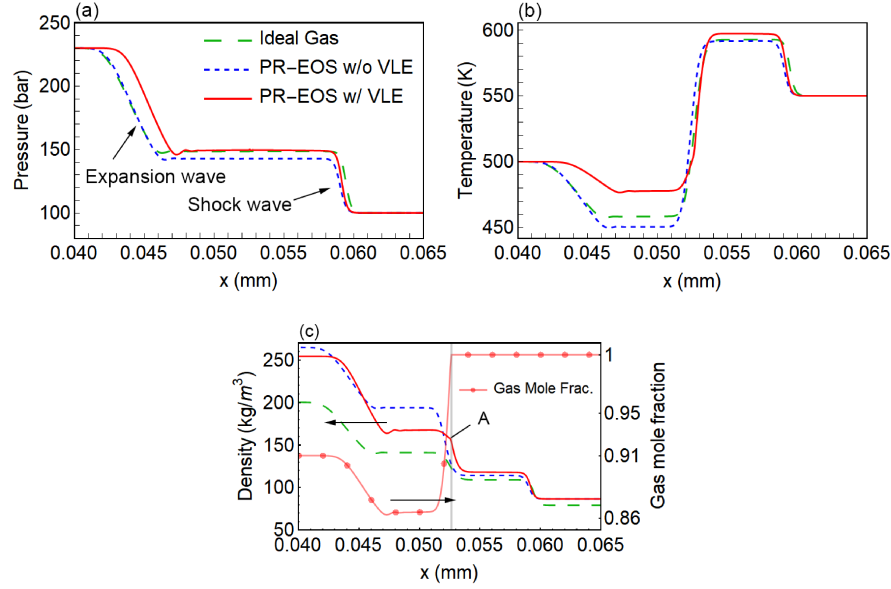 (a)
250
200
150
100
Pressure (bar)
Ideal Gas
PR−EOS w/o VLE
PR−EOS w/ VLE
Expansion wave
Shock wave
0.040 0.045 0.050 0.055 0.060 0.065
x (mm)
(b)
600
550
500
450
Temperature (K)
0.040 0.045 0.050 0.055 0.060 0.065
x (mm)
(c)
250
200
150
100
50
Density (kg/m³)
Gas Mole Frac.
A
1
0.95
0.91
0.86
Gas mole fraction
0.040 0.045 0.050 0.055 0.060 0.065
x (mm)